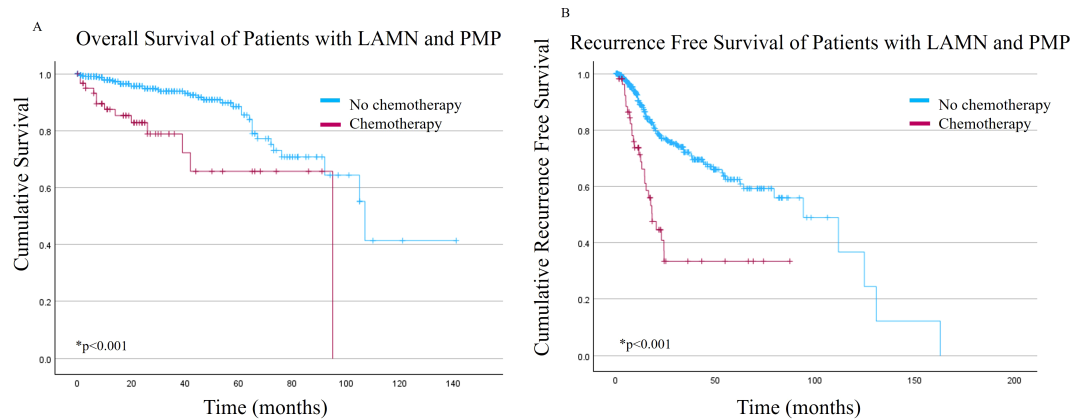 A
Overall Survival of Patients with LAMN and PMP
Cumulative Survival
1.0
0.8
0.6
0.4
0.2
0.0
No chemotherapy
Chemotherapy
*p<0.001
0 20 40 60 80 100 120 140
Time (months)
B
Recurrence Free Survival of Patients with LAMN and PMP
Cumulative Recurrence Free Survival
1.0
0.8
0.6
0.4
0.2
0.0
No chemotherapy
Chemotherapy
*p<0.001
0 50 100 150 200
Time (months)